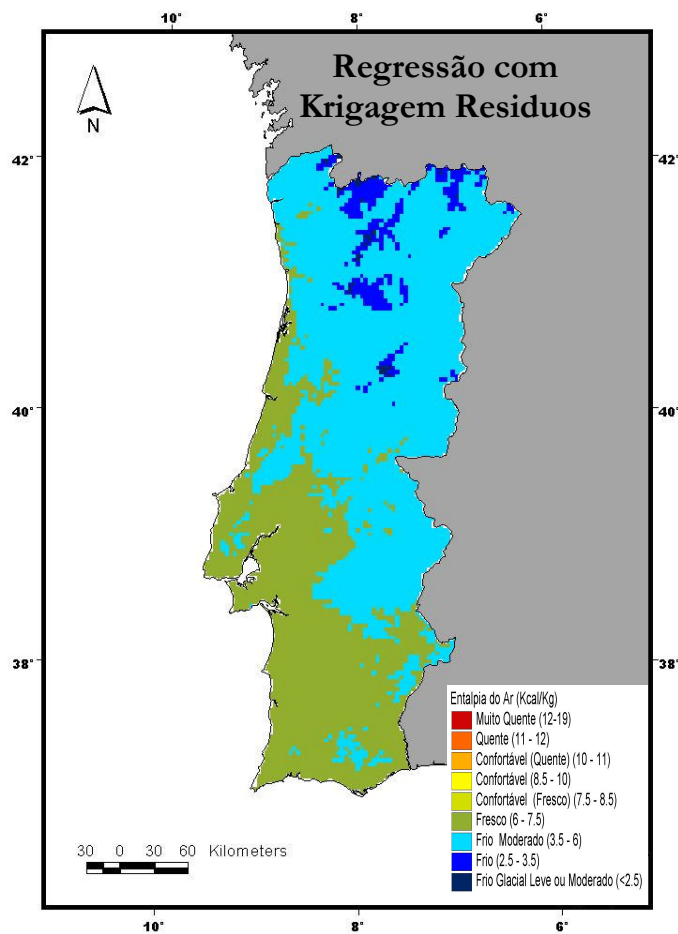 10° 8° 6°
Regressão com
Krigagem Residuos
N
42° 42°
40° 40°
38° 38°
Entalpia do Ar (Kcal/Kg)
Muito Quente (12-19)
Quente (11 - 12)
Confortável (Quente) (10 - 11)
Confortável (8.5 - 10)
Confortável (Fresco) (7.5 - 8.5)
Fresco (6 - 7.5)
Frio Moderado (3.5 - 6)
Frio (2.5 - 3.5)
Frio Glacial Leve ou Moderado (<2.5)
30 0 30 60 Kilometers
10° 8° 6°